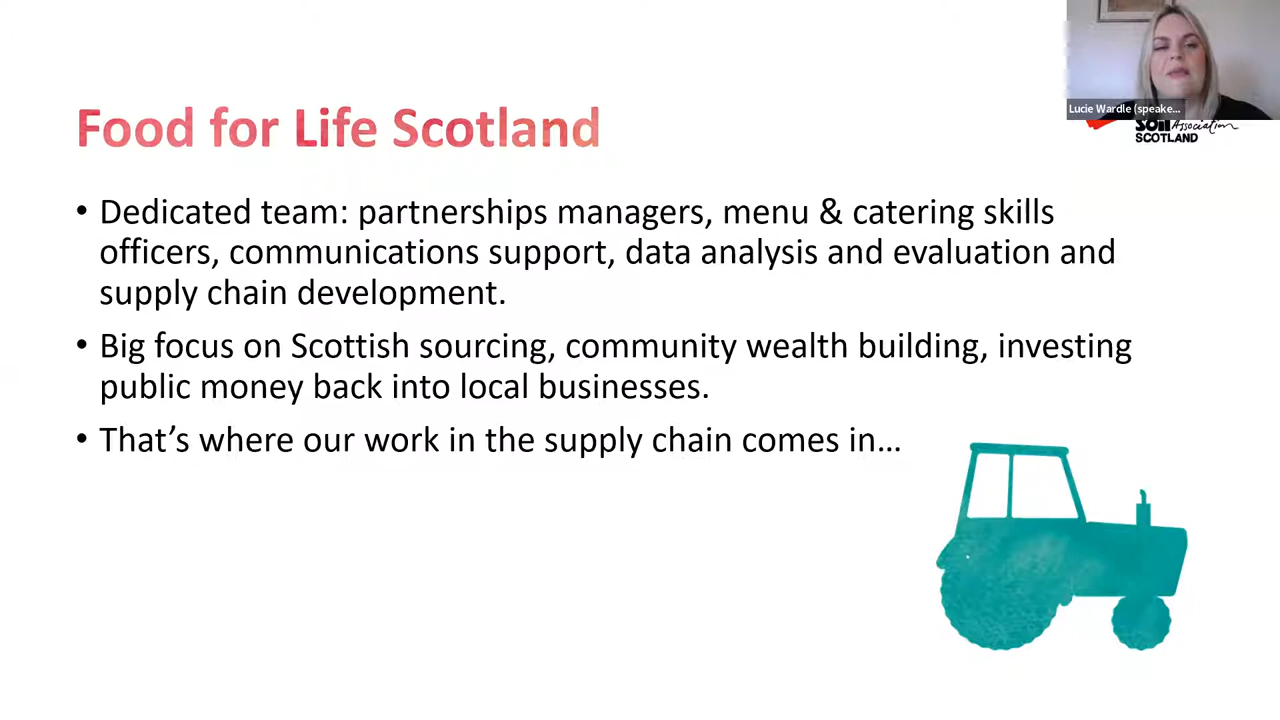 Lucie Wardle (speake...
Food for Life Scotland
Soil Association
SCOTLAND
• Dedicated team: partnerships managers, menu & catering skills
officers, communications support, data analysis and evaluation and
supply chain development.
• Big focus on Scottish sourcing, community wealth building, investing
public money back into local businesses.
• That’s where our work in the supply chain comes in…